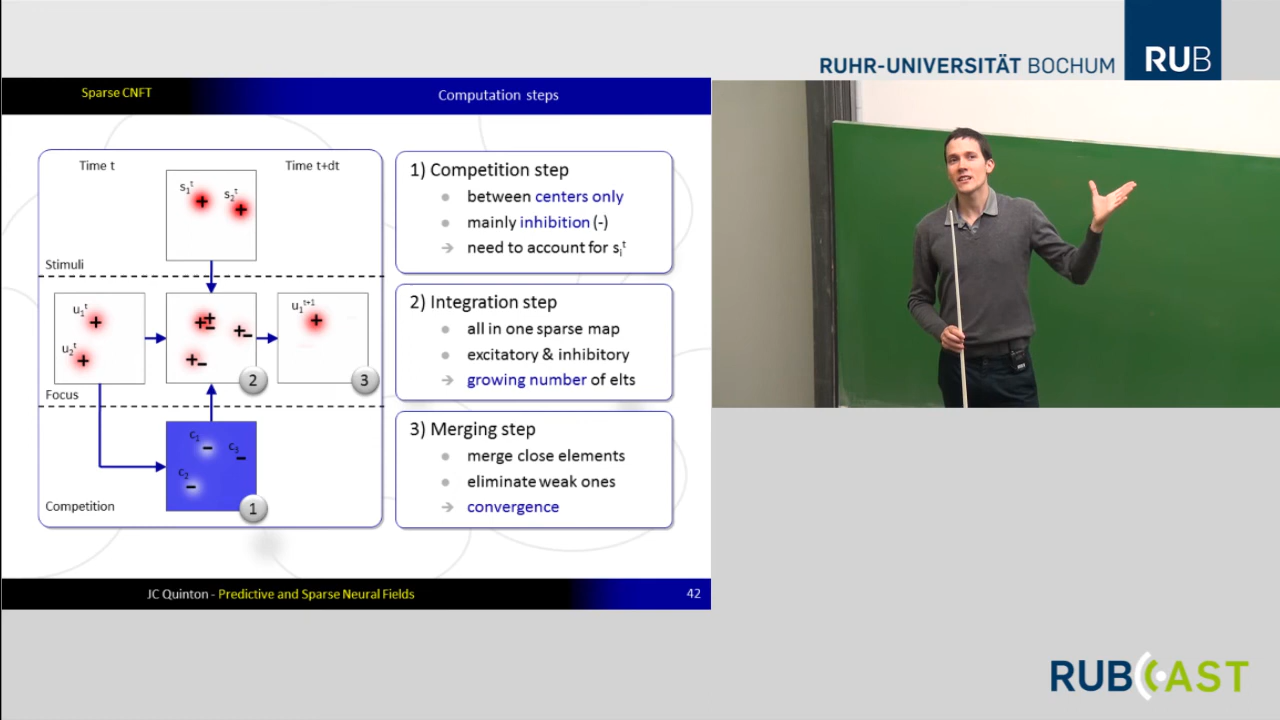 RUHR-UNIVERSITÄT BOCHUM
RUB
Sparse CNFT
Computation steps
Time t
Time t+dt
s₁ᵗ
s₂ᵗ
Stimuli
u₁ᵗ
u₂ᵗ
u₁ᵗ⁺¹
2
3
Focus
c₁
c₂
c₃
1
Competition
1) Competition step
between centers only
mainly inhibition (-)
→ need to account for sᵢᵗ
2) Integration step
all in one sparse map
excitatory & inhibitory
→ growing number of elts
3) Merging step
merge close elements
eliminate weak ones
→ convergence
JC Quinton - Predictive and Sparse Neural Fields
42
RUBCAST